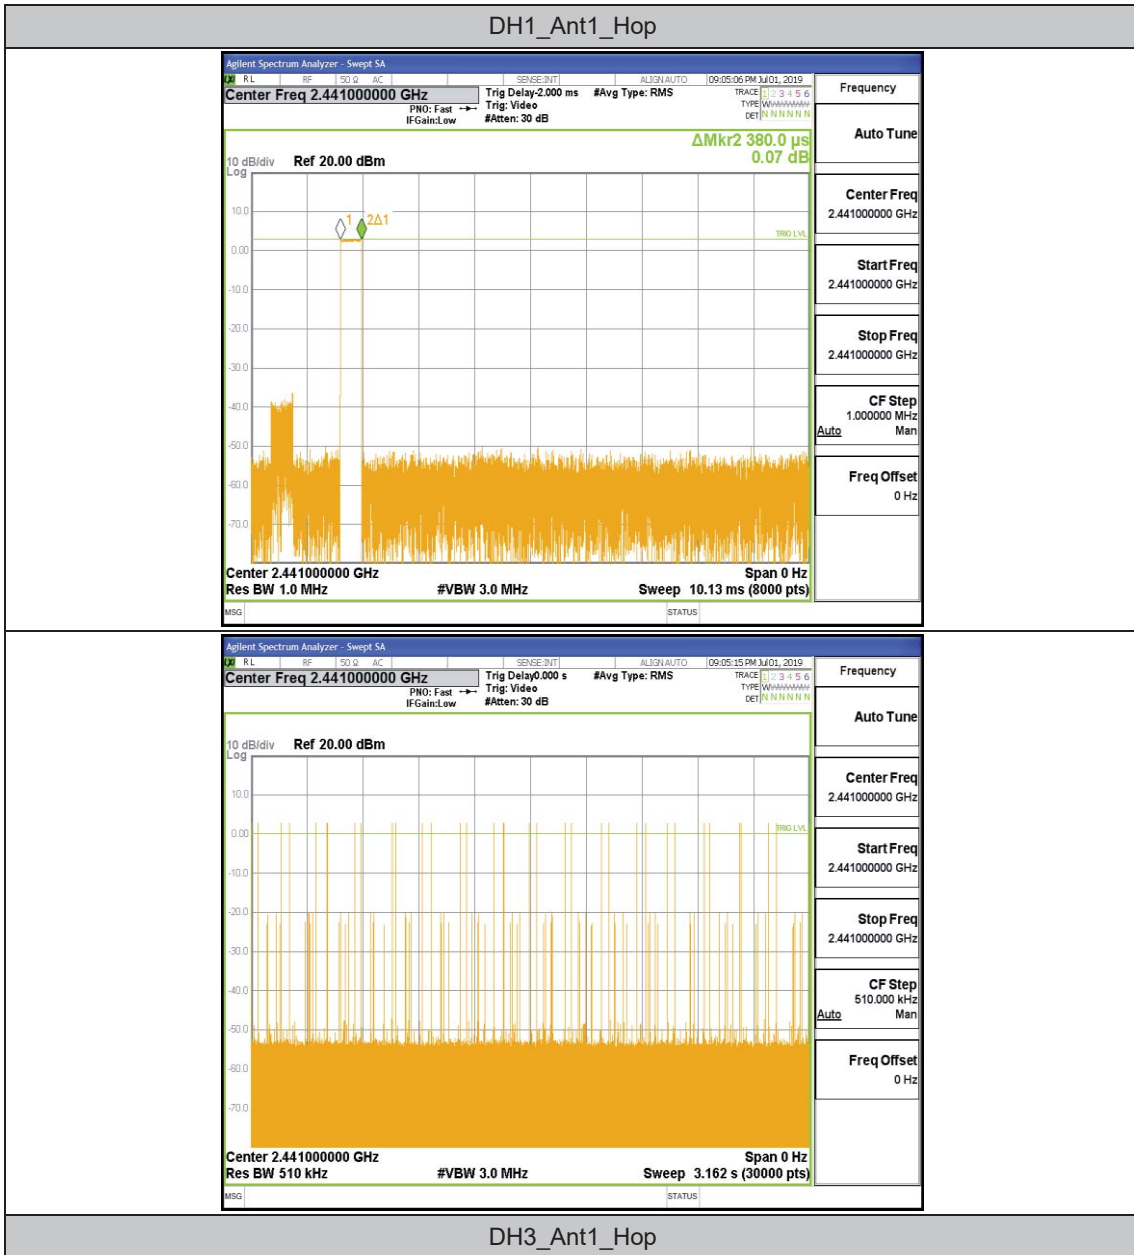 DH1_Ant1_Hop
Agilent Spectrum Analyzer - Swept SA
LXI RL RF 50 Ω AC SENSE:INT ALIGN AUTO 09:05:06 PM Jul 01, 2019
Center Freq 2.441000000 GHz Trig Delay-2.000 ms #Avg Type: RMS TRACE 1 2 3 4 5 6
PNO: Fast Trig: Video TYPE WWWWWW
IFGain:Low #Atten: 30 dB DET N N N N N N
Frequency
Auto Tune
ΔMkr2 380.0 µs
0.07 dB
10 dB/div Ref 20.00 dBm
Log
10.0
1 2Δ1
TRIG LVL
0.00
-10.0
-20.0
-30.0
-40.0
-50.0
-60.0
-70.0
Center Freq
2.441000000 GHz
Start Freq
2.441000000 GHz
Stop Freq
2.441000000 GHz
CF Step
1.000000 MHz
Auto Man
Freq Offset
0 Hz
Center 2.441000000 GHz Span 0 Hz
Res BW 1.0 MHz #VBW 3.0 MHz Sweep 10.13 ms (8000 pts)
MSG STATUS
Agilent Spectrum Analyzer - Swept SA
LXI RL RF 50 Ω AC SENSE:INT ALIGN AUTO 09:05:15 PM Jul 01, 2019
Center Freq 2.441000000 GHz Trig Delay0.000 s #Avg Type: RMS TRACE 1 2 3 4 5 6
PNO: Fast Trig: Video TYPE WWWWWW
IFGain:Low #Atten: 30 dB DET N N N N N N
Frequency
Auto Tune
10 dB/div Ref 20.00 dBm
Log
10.0
TRIG LVL
0.00
-10.0
-20.0
-30.0
-40.0
-50.0
-60.0
-70.0
Center Freq
2.441000000 GHz
Start Freq
2.441000000 GHz
Stop Freq
2.441000000 GHz
CF Step
510.000 kHz
Auto Man
Freq Offset
0 Hz
Center 2.441000000 GHz Span 0 Hz
Res BW 510 kHz #VBW 3.0 MHz Sweep 3.162 s (30000 pts)
MSG STATUS
DH3_Ant1_Hop